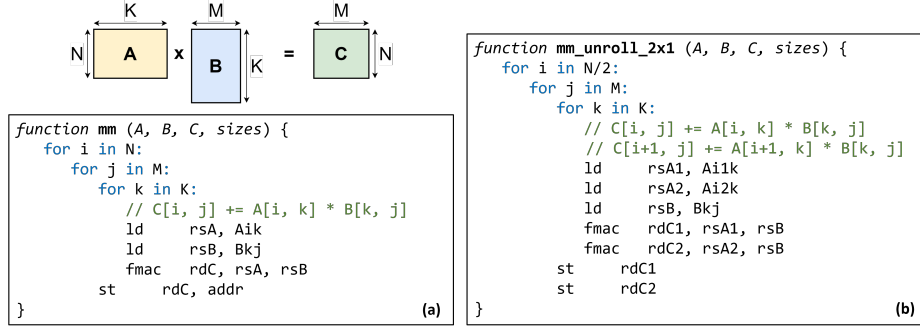 K
M
M
N
A
x
B
K
=
C
N
function mm (A, B, C, sizes) {
for i in N:
for j in M:
for k in K:
// C[i, j] += A[i, k] * B[k, j]
ld rsA, Aik
ld rsB, Bkj
fmac rdC, rsA, rsB
st rdC, addr
}
(a)
function mm_unroll_2x1 (A, B, C, sizes) {
for i in N/2:
for j in M:
for k in K:
// C[i, j] += A[i, k] * B[k, j]
// C[i+1, j] += A[i+1, k] * B[k, j]
ld rsA1, Ai1k
ld rsA2, Ai2k
ld rsB, Bkj
fmac rdC1, rsA1, rsB
fmac rdC2, rsA2, rsB
st rdC1
st rdC2
}
(b)